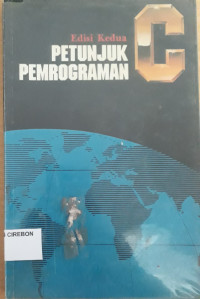 Edisi Kedua
PETUNJUK
PEMROGRAMAN
C
CIREBON